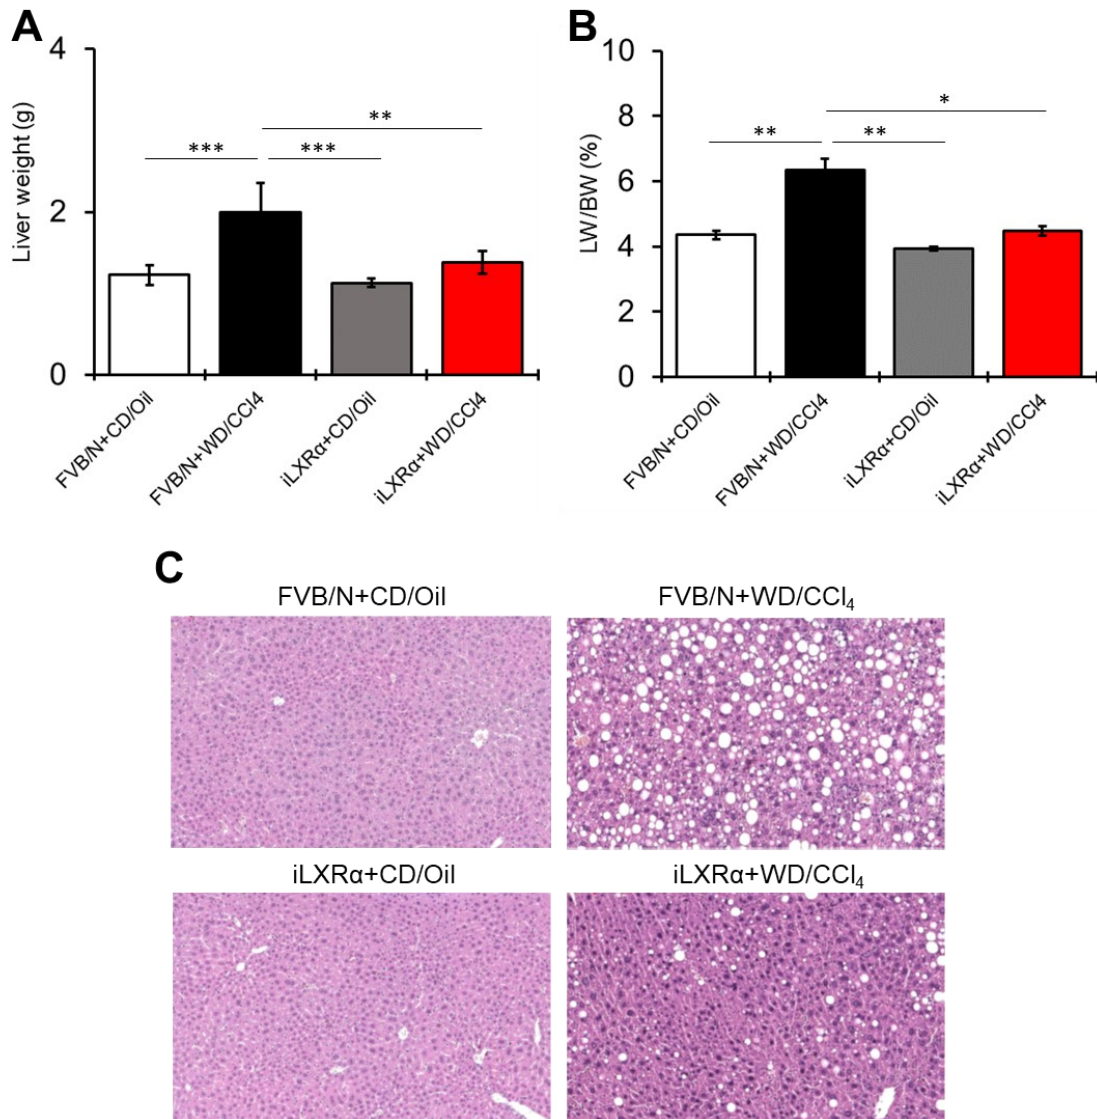 A
Liver weight (g)
4
2
0
***
***
**
FVB/N+CD/Oil
FVB/N+WD/CCl4
iLXRα+CD/Oil
iLXRα+WD/CCl4
B
LW/BW (%)
10
8
6
4
2
0
**
**
*
FVB/N+CD/Oil
FVB/N+WD/CCl4
iLXRα+CD/Oil
iLXRα+WD/CCl4
C
FVB/N+CD/Oil
FVB/N+WD/CCl₄
iLXRα+CD/Oil
iLXRα+WD/CCl₄